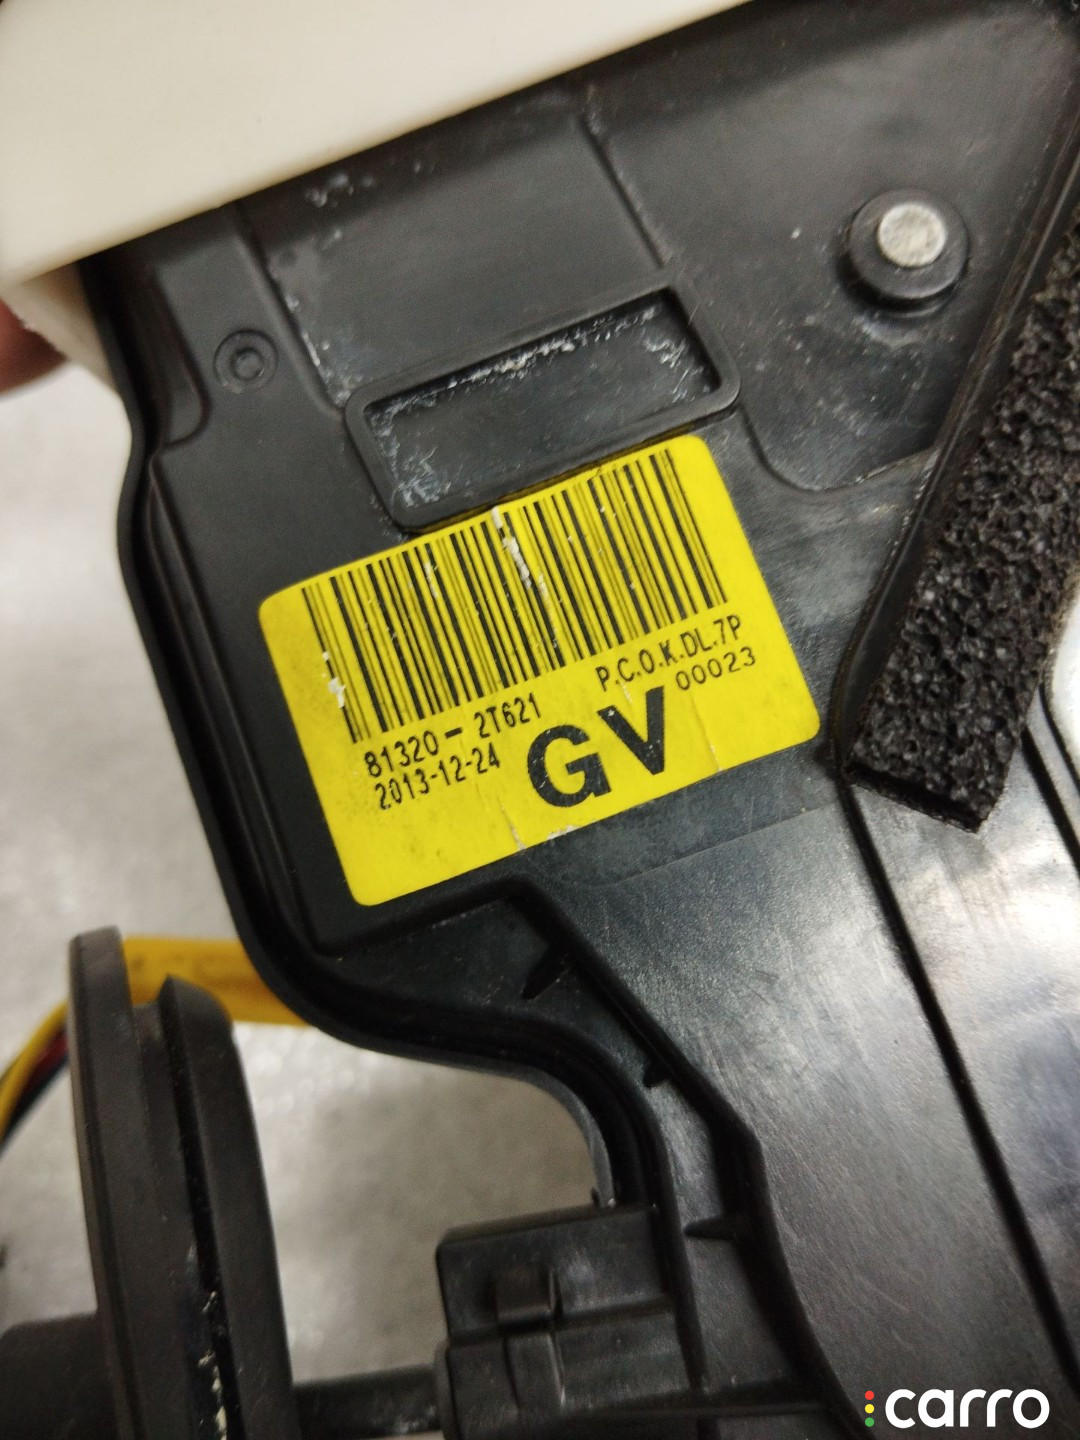 81320-2T621
P.C.O.K.DL.7P
2013-12-24
GV
00023
carro